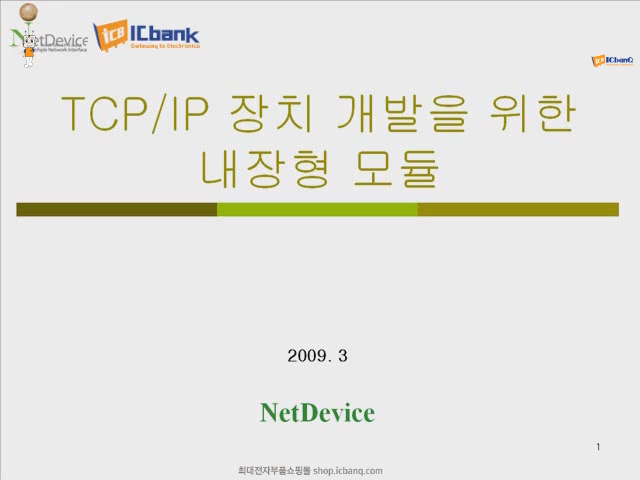 NetDevice
Simple Network Interface
ICB
ICbank
Gateway to Electronics
ICbanQ
TCP/IP 장치 개발을 위한
내장형 모듈
2009. 3
NetDevice
1
최대전자부품쇼핑몰 shop.icbanq.com